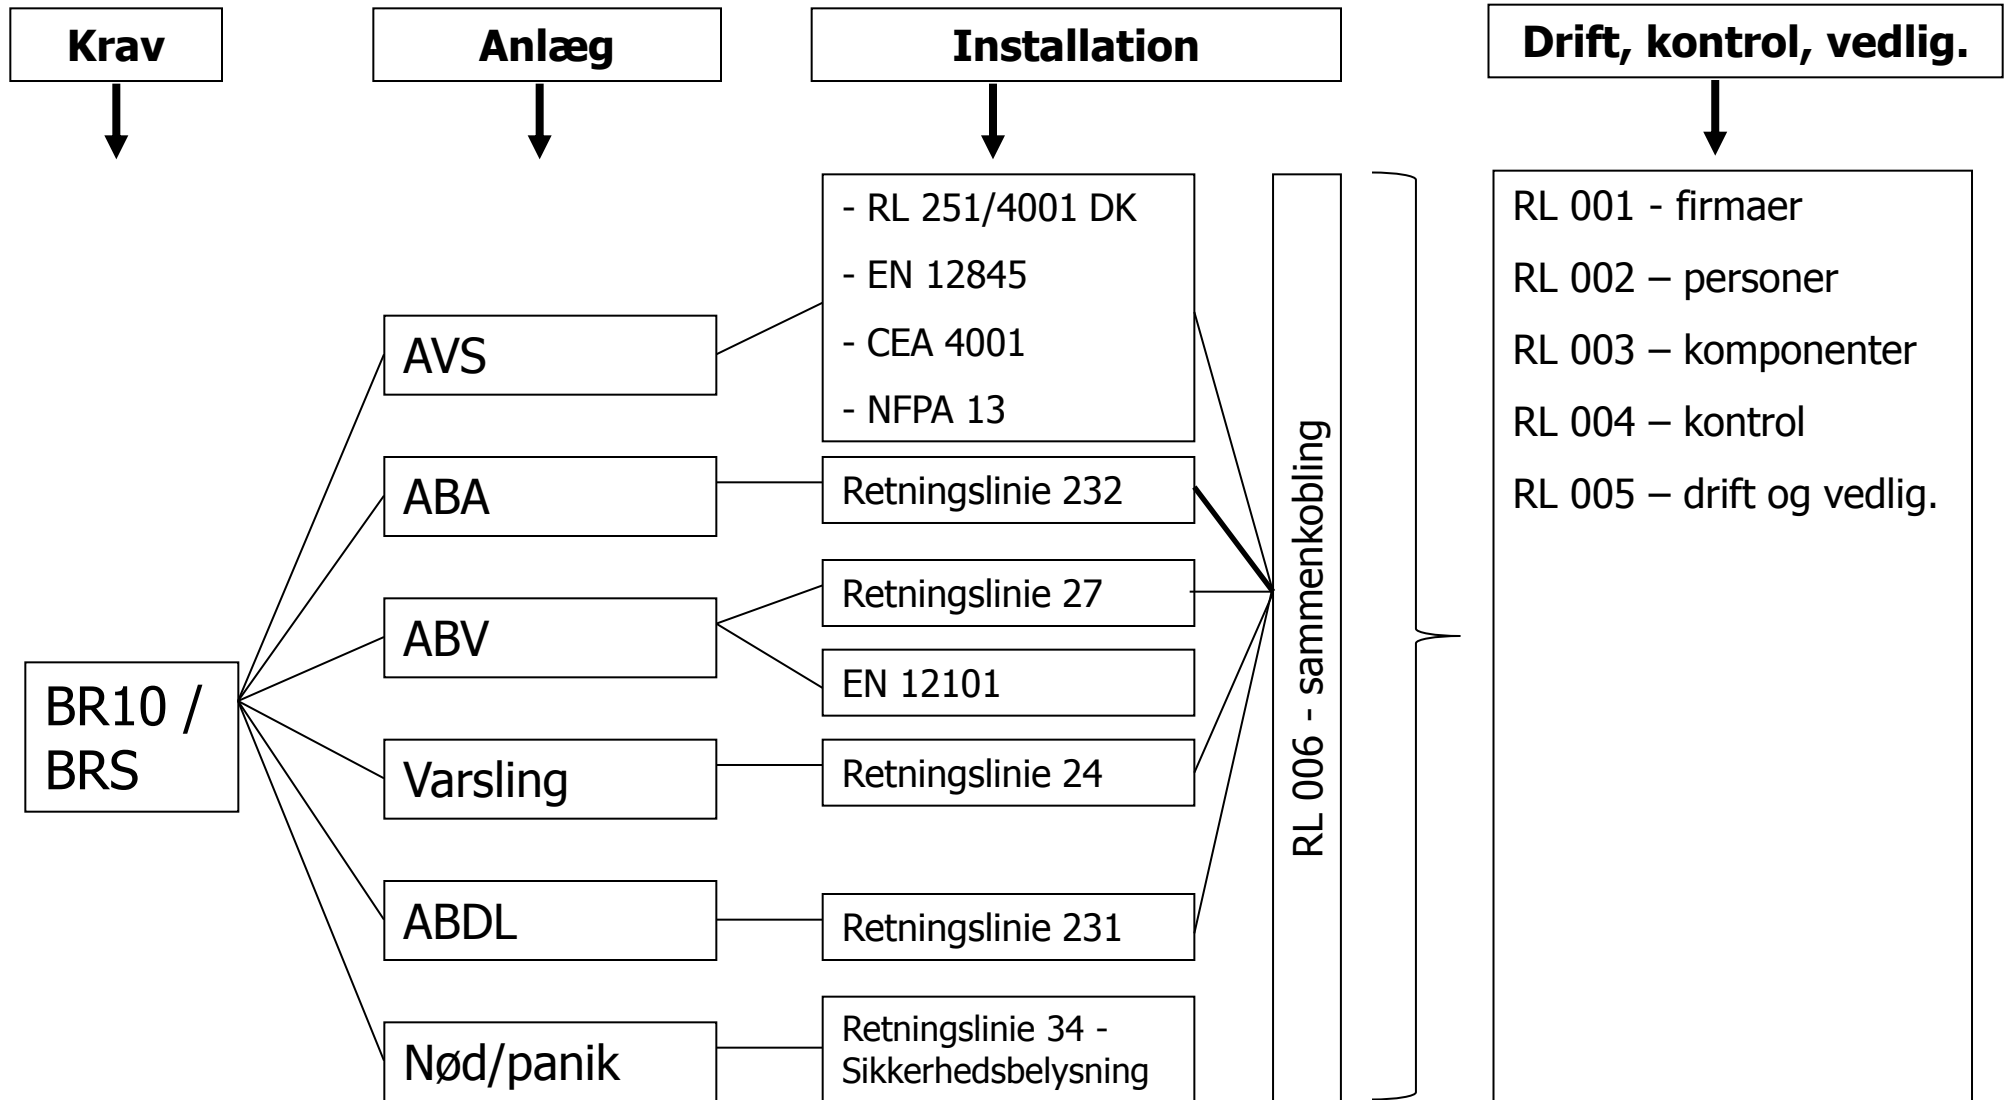 Krav
Anlæg
Installation
Drift, kontrol, vedlig.
BR10 /
BRS
AVS
ABA
ABV
Varsling
ABDL
Nød/panik
- RL 251/4001 DK
- EN 12845
- CEA 4001
- NFPA 13
Retningslinie 232
Retningslinie 27
EN 12101
Retningslinie 24
Retningslinie 231
Retningslinie 34 -
Sikkerhedsbelysning
RL 006 - sammenkobling
RL 001 - firmaer
RL 002 – personer
RL 003 – komponenter
RL 004 – kontrol
RL 005 – drift og vedlig.